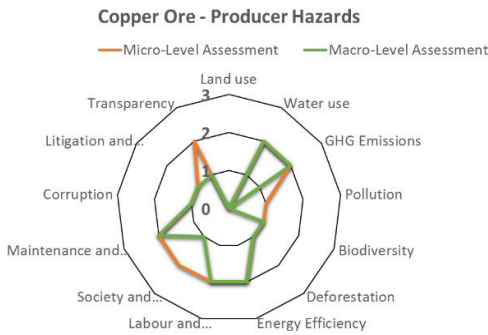 Copper Ore - Producer Hazards
Micro-Level Assessment
Macro-Level Assessment
Land use
Transparency
Water use
Litigation and...
GHG Emissions
Corruption
Pollution
Maintenance and...
Biodiversity
Society and...
Deforestation
Labour and...
Energy Efficiency
3
2
1
0